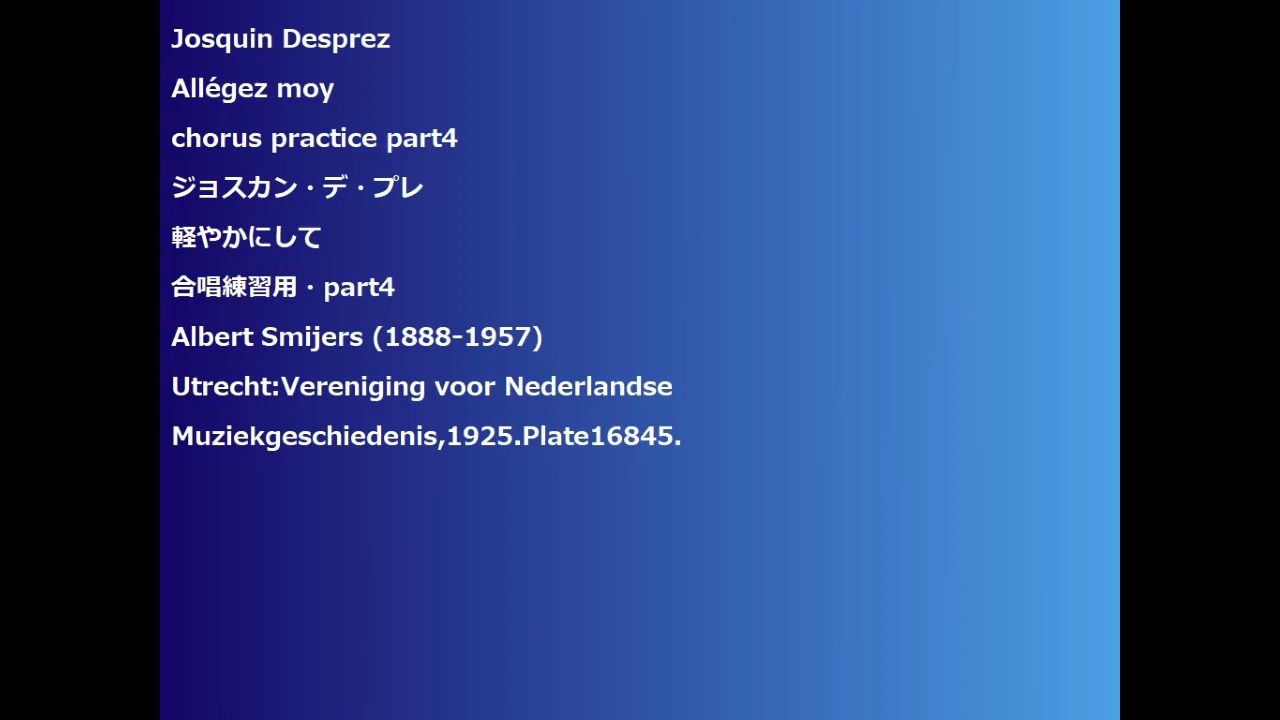 Josquin Desprez
Allégez moy
chorus practice part4
ジョスカン・デ・プレ
軽やかにして
合唱練習用・part4
Albert Smijers (1888-1957)
Utrecht:Vereniging voor Nederlandse
Muziekgeschiedenis,1925.Plate16845.